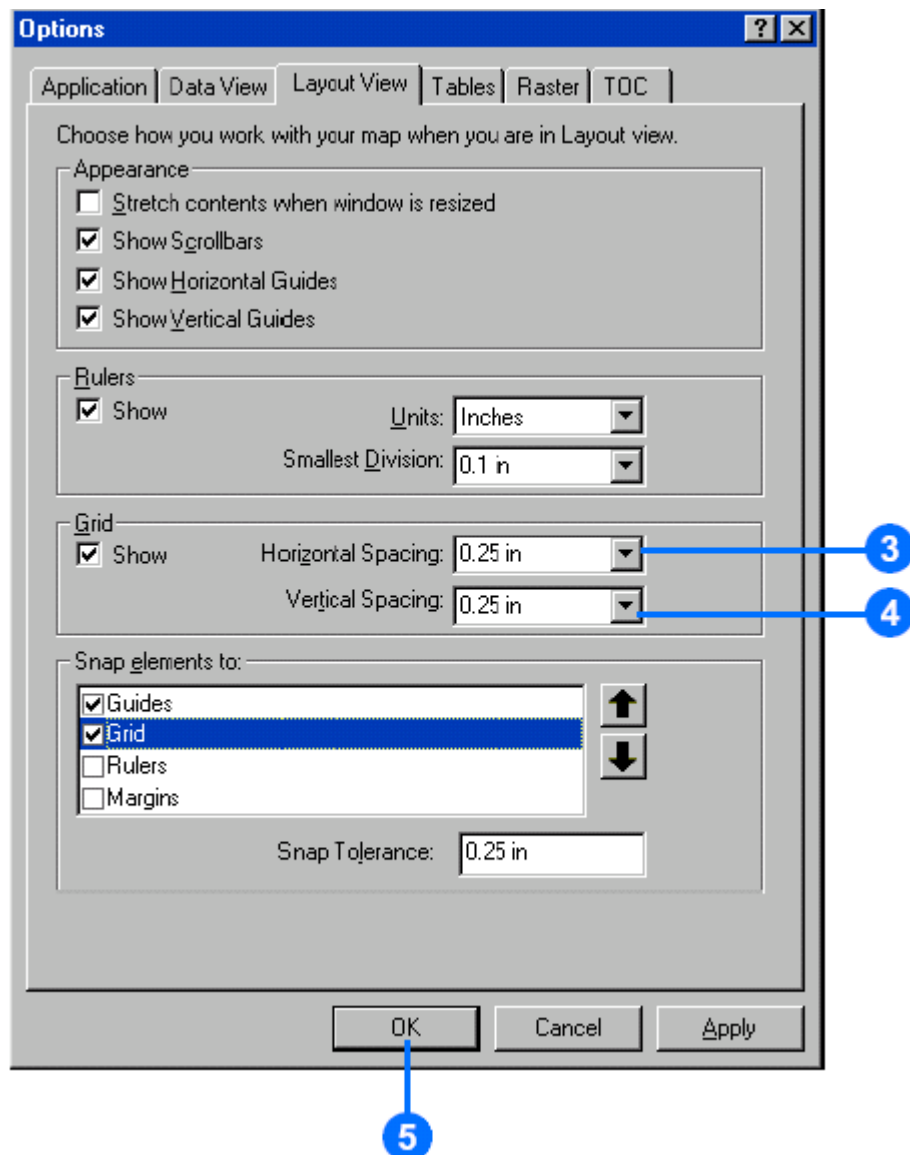 Options
Application Data View Layout View Tables Raster TOC
Choose how you work with your map when you are in Layout view.
Appearance
Stretch contents when window is resized
Show Scrollbars
Show Horizontal Guides
Show Vertical Guides
Rulers
Show Units: Inches
Smallest Division: 0.1 in
Grid
Show Horizontal Spacing: 0.25 in 3
Vertical Spacing: 0.25 in 4
Snap elements to:
Guides
Grid
Rulers
Margins
Snap Tolerance: 0.25 in
OK Cancel Apply
5